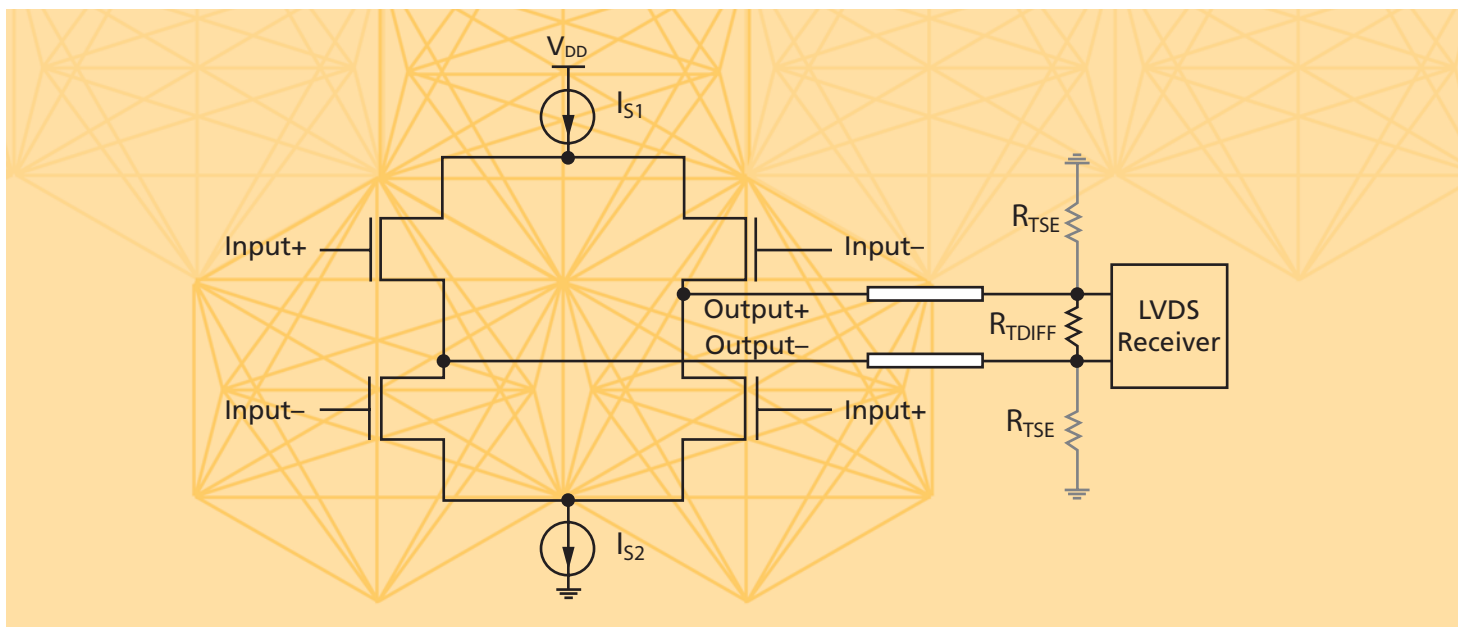 VDD
IS1
RTSE
Input+
Input–
Output+
LVDS
Receiver
RTDIFF
Output–
Input–
Input+
RTSE
IS2